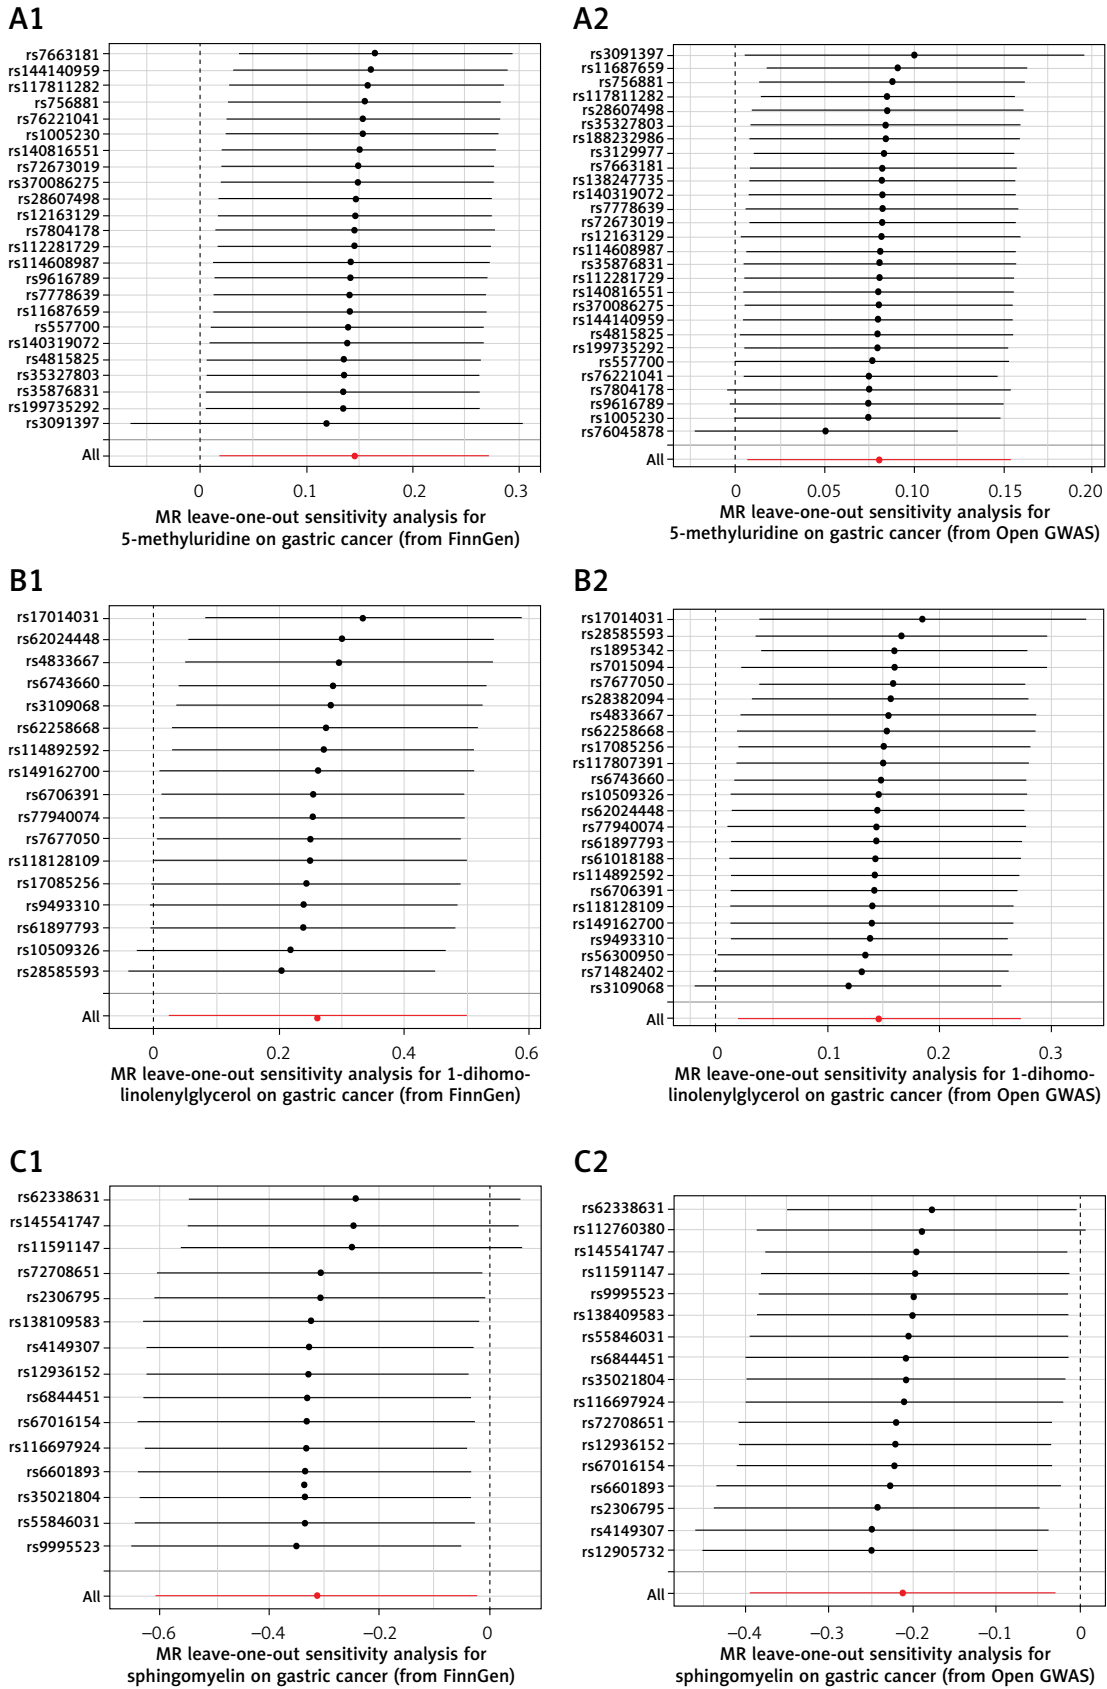 A1
rs7663181
rs144140959
rs117811282
rs756881
rs76221041
rs1005230
rs140816551
rs72673019
rs370086275
rs28607498
rs12163129
rs7804178
rs112281729
rs114608987
rs9616789
rs7778639
rs11687659
rs557700
rs140319072
rs4815825
rs35327803
rs35876831
rs199735292
rs3091397
All
0 0.1 0.2 0.3
MR leave-one-out sensitivity analysis for
5-methyluridine on gastric cancer (from FinnGen)
A2
rs3091397
rs11687659
rs756881
rs117811282
rs28607498
rs35327803
rs188232986
rs3129977
rs7663181
rs138247735
rs140319072
rs7778639
rs72673019
rs12163129
rs114608987
rs35876831
rs112281729
rs140816551
rs370086275
rs144140959
rs4815825
rs199735292
rs557700
rs76221041
rs7804178
rs9616789
rs1005230
rs76045878
All
0 0.05 0.10 0.15 0.20
MR leave-one-out sensitivity analysis for
5-methyluridine on gastric cancer (from Open GWAS)
B1
rs17014031
rs62024448
rs4833667
rs6743660
rs3109068
rs62258668
rs114892592
rs149162700
rs6706391
rs77940074
rs7677050
rs118128109
rs17085256
rs9493310
rs61897793
rs10509326
rs28585593
All
0 0.2 0.4 0.6
MR leave-one-out sensitivity analysis for 1-dihomo-
linolenylglycerol on gastric cancer (from FinnGen)
B2
rs17014031
rs28585593
rs1895342
rs7015094
rs7677050
rs28382094
rs4833667
rs62258668
rs17085256
rs117807391
rs6743660
rs10509326
rs62024448
rs77940074
rs61897793
rs61018188
rs114892592
rs6706391
rs118128109
rs149162700
rs9493310
rs56300950
rs71482402
rs3109068
All
0 0.1 0.2 0.3
MR leave-one-out sensitivity analysis for 1-dihomo-
linolenylglycerol on gastric cancer (from Open GWAS)
C1
rs62338631
rs145541747
rs11591147
rs72708651
rs2306795
rs138109583
rs4149307
rs12936152
rs6844451
rs67016154
rs116697924
rs6601893
rs35021804
rs55846031
rs9995523
All
−0.6 −0.4 −0.2 0
MR leave-one-out sensitivity analysis for
sphingomyelin on gastric cancer (from FinnGen)
C2
rs62338631
rs112760380
rs145541747
rs11591147
rs9995523
rs138409583
rs55846031
rs6844451
rs35021804
rs116697924
rs72708651
rs12936152
rs67016154
rs6601893
rs2306795
rs4149307
rs12905732
All
−0.4 −0.3 −0.2 −0.1 0
MR leave-one-out sensitivity analysis for
sphingomyelin on gastric cancer (from Open GWAS)